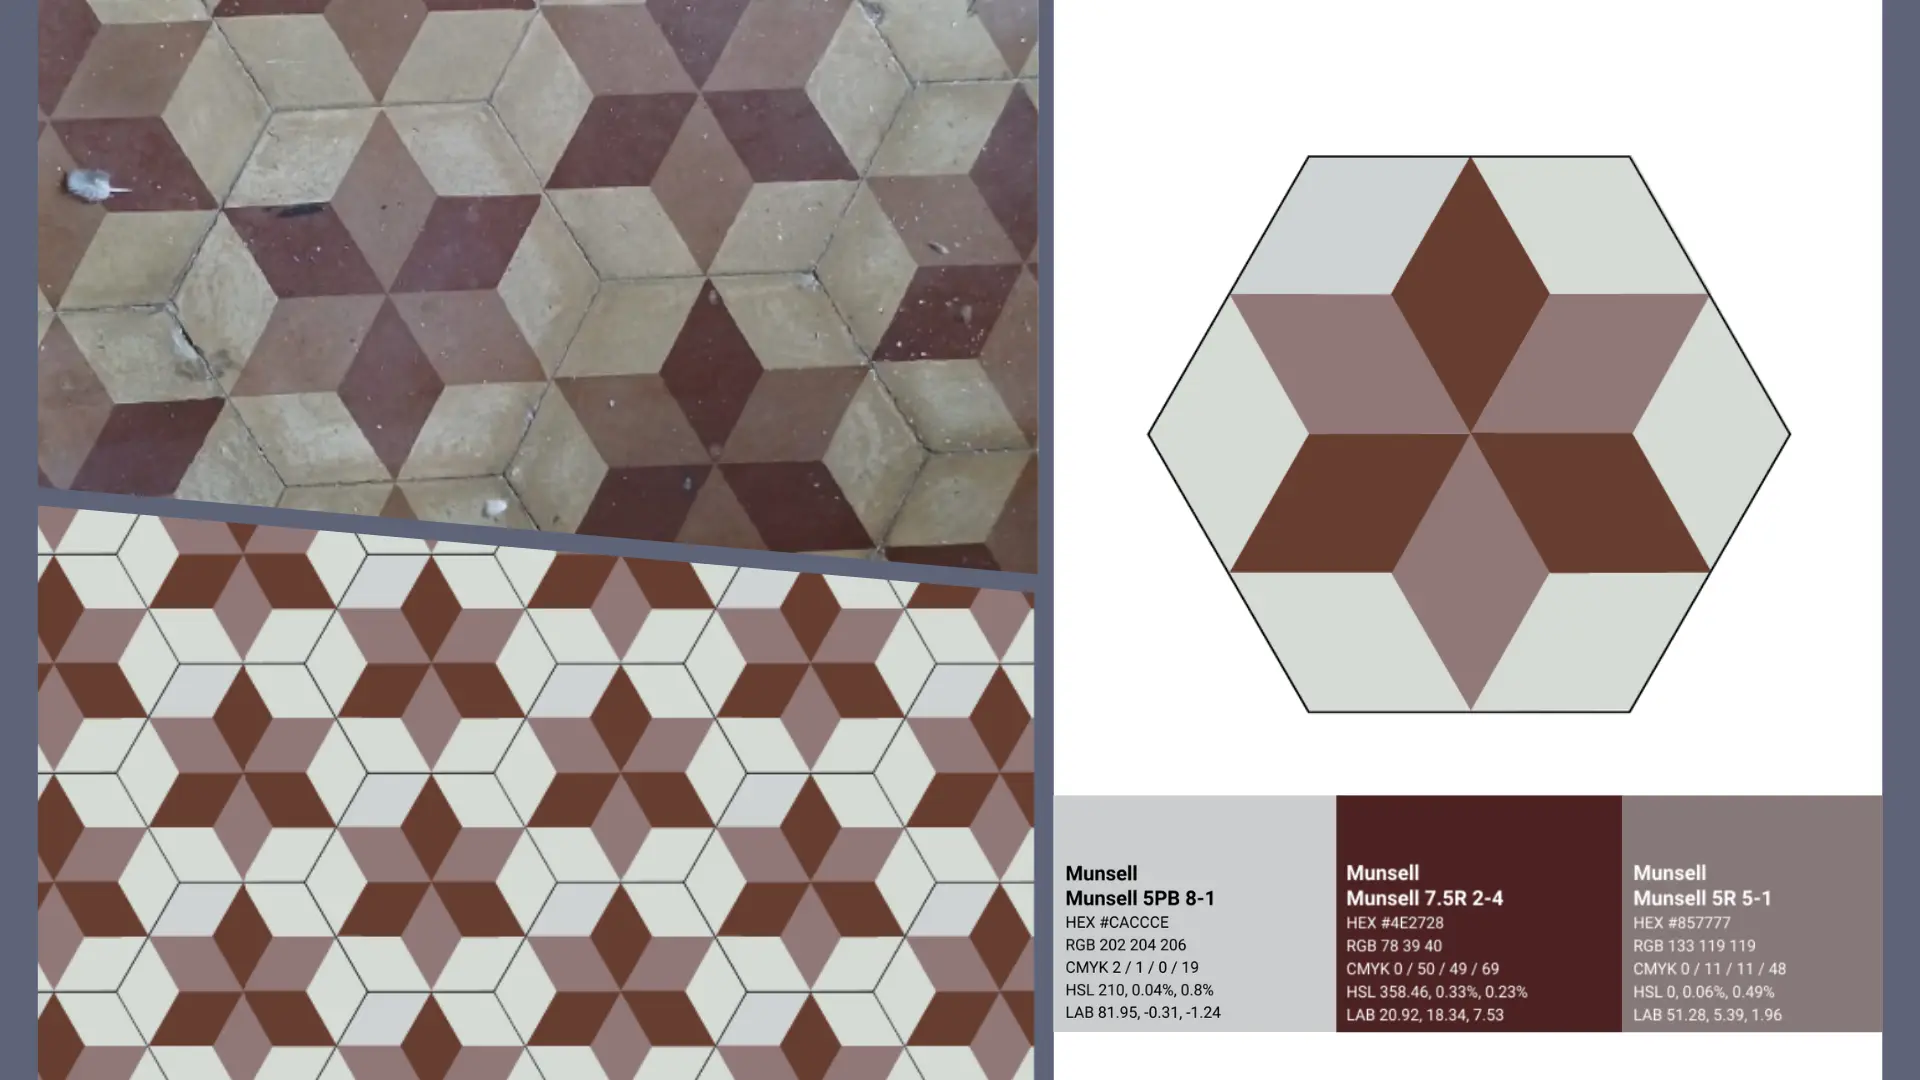 Munsell
Munsell 5PB 8-1
HEX #CACCCE
RGB 202 204 206
CMYK 2 / 1 / 0 / 19
HSL 210, 0.04%, 0.8%
LAB 81.95, -0.31, -1.24
Munsell
Munsell 7.5R 2-4
HEX #4E2728
RGB 78 39 40
CMYK 0 / 50 / 49 / 69
HSL 358.46, 0.33%, 0.23%
LAB 20.92, 18.34, 7.53
Munsell
Munsell 5R 5-1
HEX #857777
RGB 133 119 119
CMYK 0 / 11 / 11 / 48
HSL 0, 0.06%, 0.49%
LAB 51.28, 5.39, 1.96